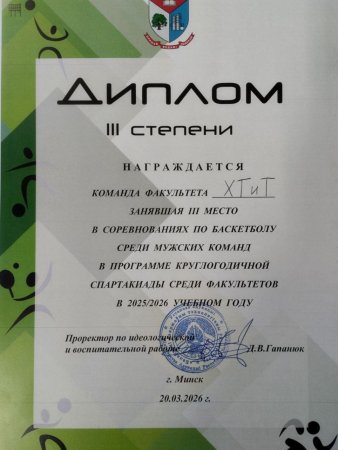 ДИПЛОМ
III СТЕПЕНИ
НАГРАЖДАЕТСЯ
КОМАНДА ФАКУЛЬТЕТА ХТиТ
ЗАНЯВШАЯ III МЕСТО
В СОРЕВНОВАНИЯХ ПО БАСКЕТБОЛУ
СРЕДИ МУЖСКИХ КОМАНД
В ПРОГРАММЕ КРУГЛОГОДИЧНОЙ
СПАРТАКИАДЫ СРЕДИ ФАКУЛЬТЕТОВ
В 2025/2026 УЧЕБНОМ ГОДУ
Проректор по идеологической
и воспитательной работе Д.В.Гапанюк
г. Минск
20.03.2026 г.